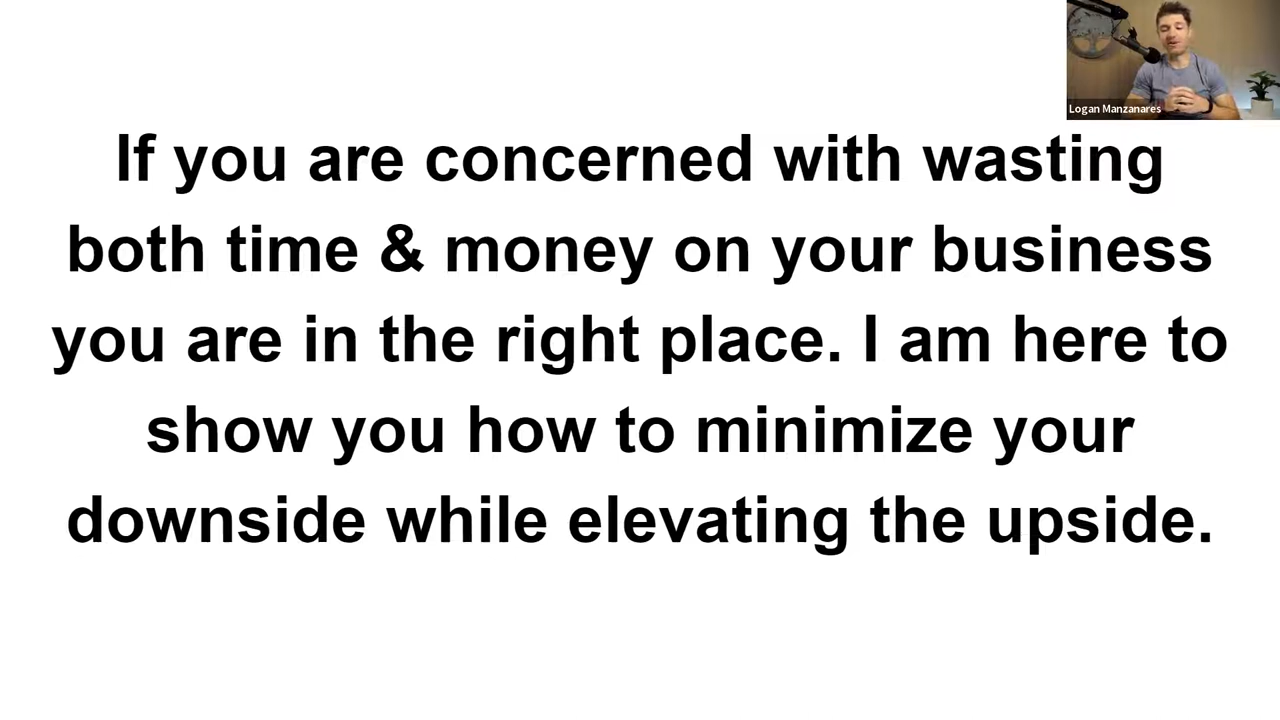 Logan Manzanares
If you are concerned with wasting
both time & money on your business
you are in the right place. I am here to
show you how to minimize your
downside while elevating the upside.